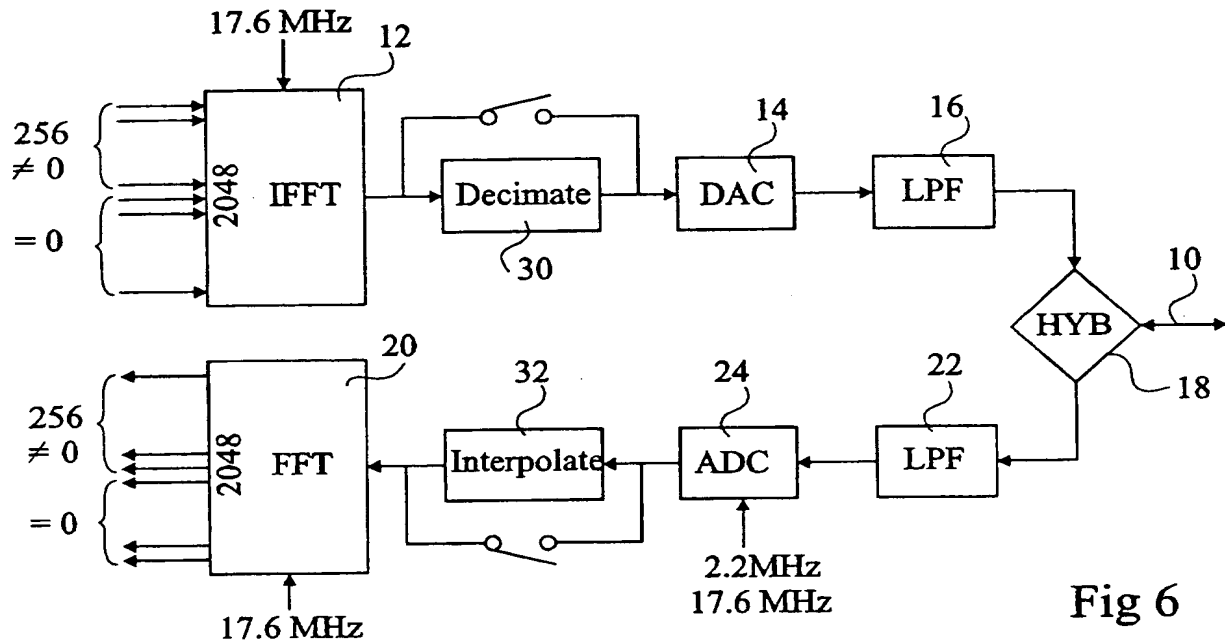 17.6 MHz
12
256
≠ 0
= 0
2048
IFFT
Decimate
30
14
DAC
16
LPF
10
HYB
18
20
256
≠ 0
= 0
2048
FFT
17.6 MHz
32
Interpolate
24
ADC
2.2MHz
17.6 MHz
22
LPF
Fig 6